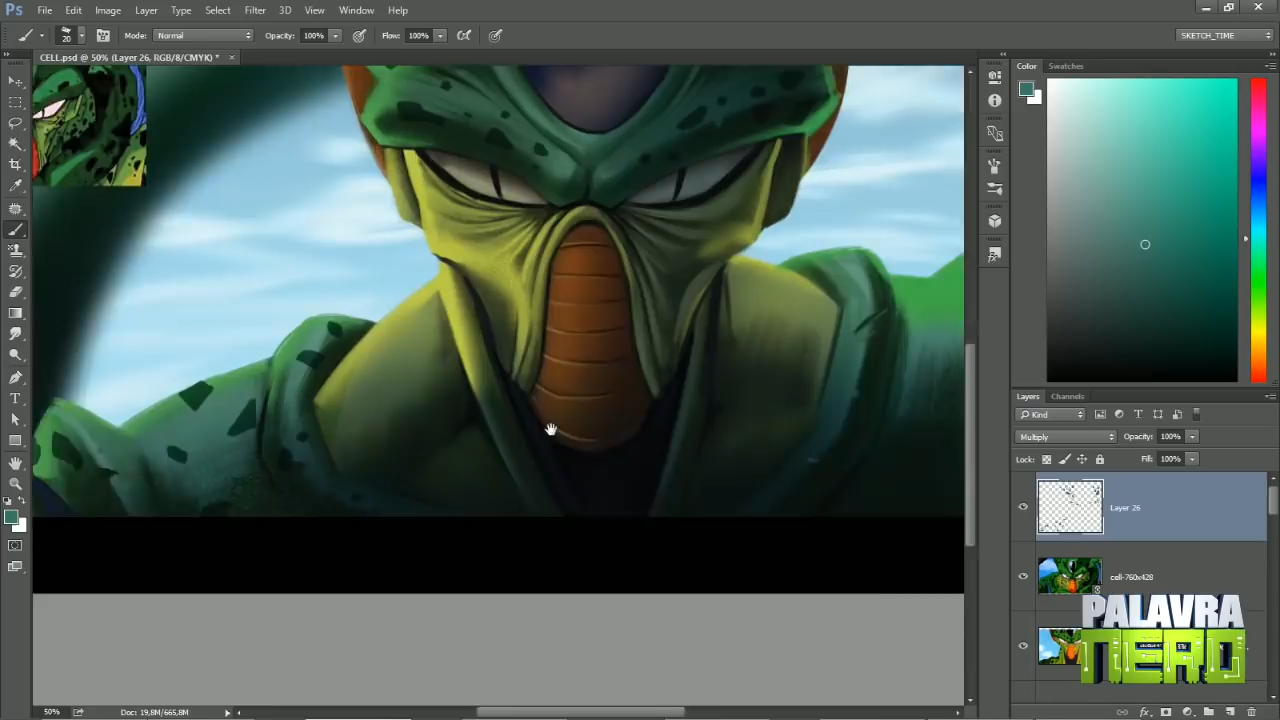 Ps File Edit Image Layer Type Select Filter 3D View Window Help
20 Mode: Normal Opacity: 100% Flow: 100% SKETCH_TIME
CELL.psd @ 50% (Layer 26, RGB/8/CMYK) * ×
Color Swatches
Layers Channels
Kind
Multiply Opacity: 100%
Lock: Fill: 100%
Layer 26
cell-760x428
PALAVRA
NERD
50% Doc: 19,8M/665,8M